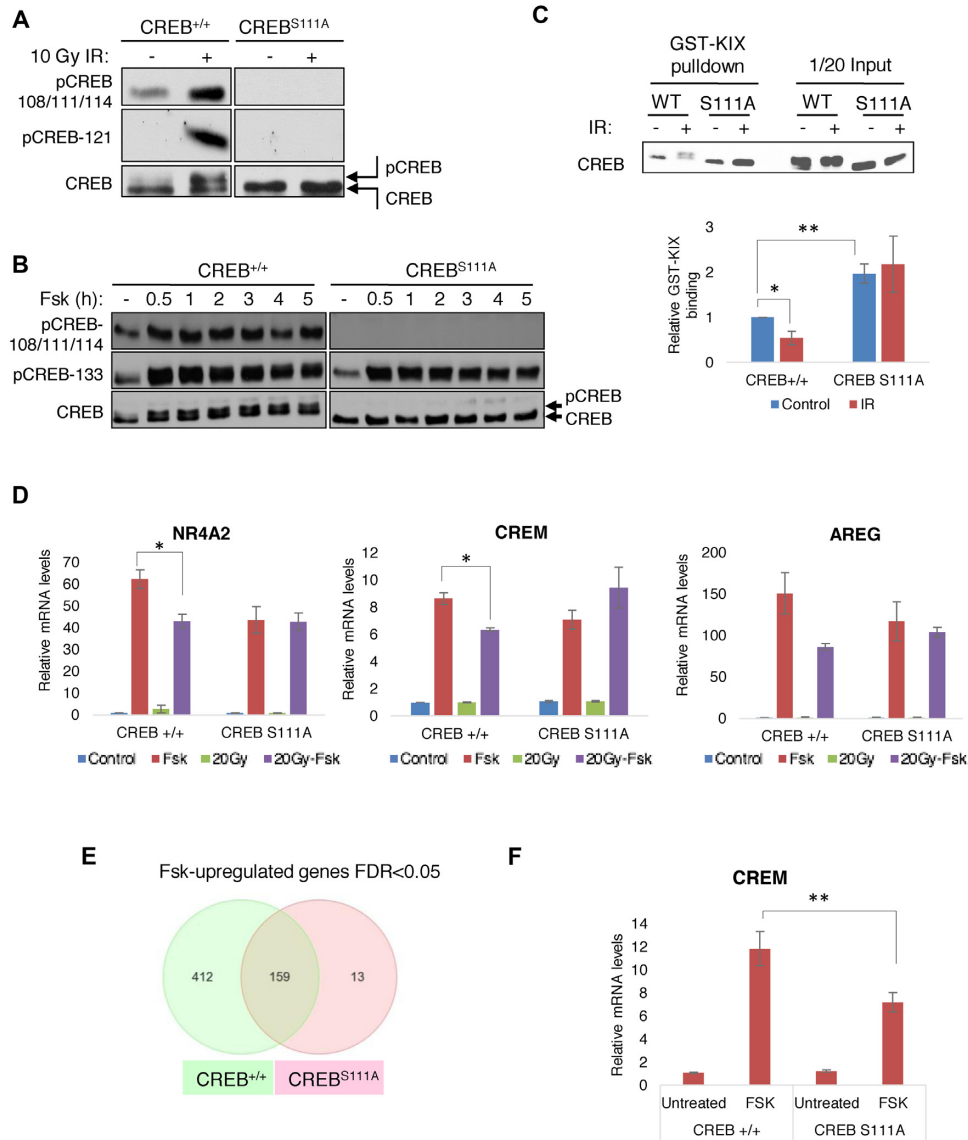 A
CREB+/+ CREBS111A
10 Gy IR: - + - +
pCREB
108/111/114
pCREB-121
CREB
pCREB
CREB
B
CREB+/+ CREBS111A
Fsk (h): - 0.5 1 2 3 4 5 - 0.5 1 2 3 4 5
pCREB-
108/111/114
pCREB-133
CREB
pCREB
CREB
C
GST-KIX
pulldown
1/20 Input
WT S111A WT S111A
IR: - + - + - + - +
CREB
Relative GST-KIX
binding
3
2
1
0
**
*
CREB+/+ CREB S111A
Control IR
D
NR4A2
Relative mRNA levels
70
60
50
40
30
20
10
0
*
CREB +/+ CREB S111A
Control Fsk 20Gy 20Gy-Fsk
CREM
Relative mRNA levels
12
10
8
6
4
2
0
*
CREB +/+ CREB S111A
Control Fsk 20Gy 20Gy-Fsk
AREG
Relative mRNA levels
200
150
100
50
0
CREB +/+ CREB S111A
Control Fsk 20Gy 20Gy-Fsk
E
Fsk-upregulated genes FDR<0.05
412 159 13
CREB+/+ CREBS111A
F
CREM
Relative mRNA levels
14
12
10
8
6
4
2
0
**
Untreated FSK Untreated FSK
CREB +/+ CREB S111A